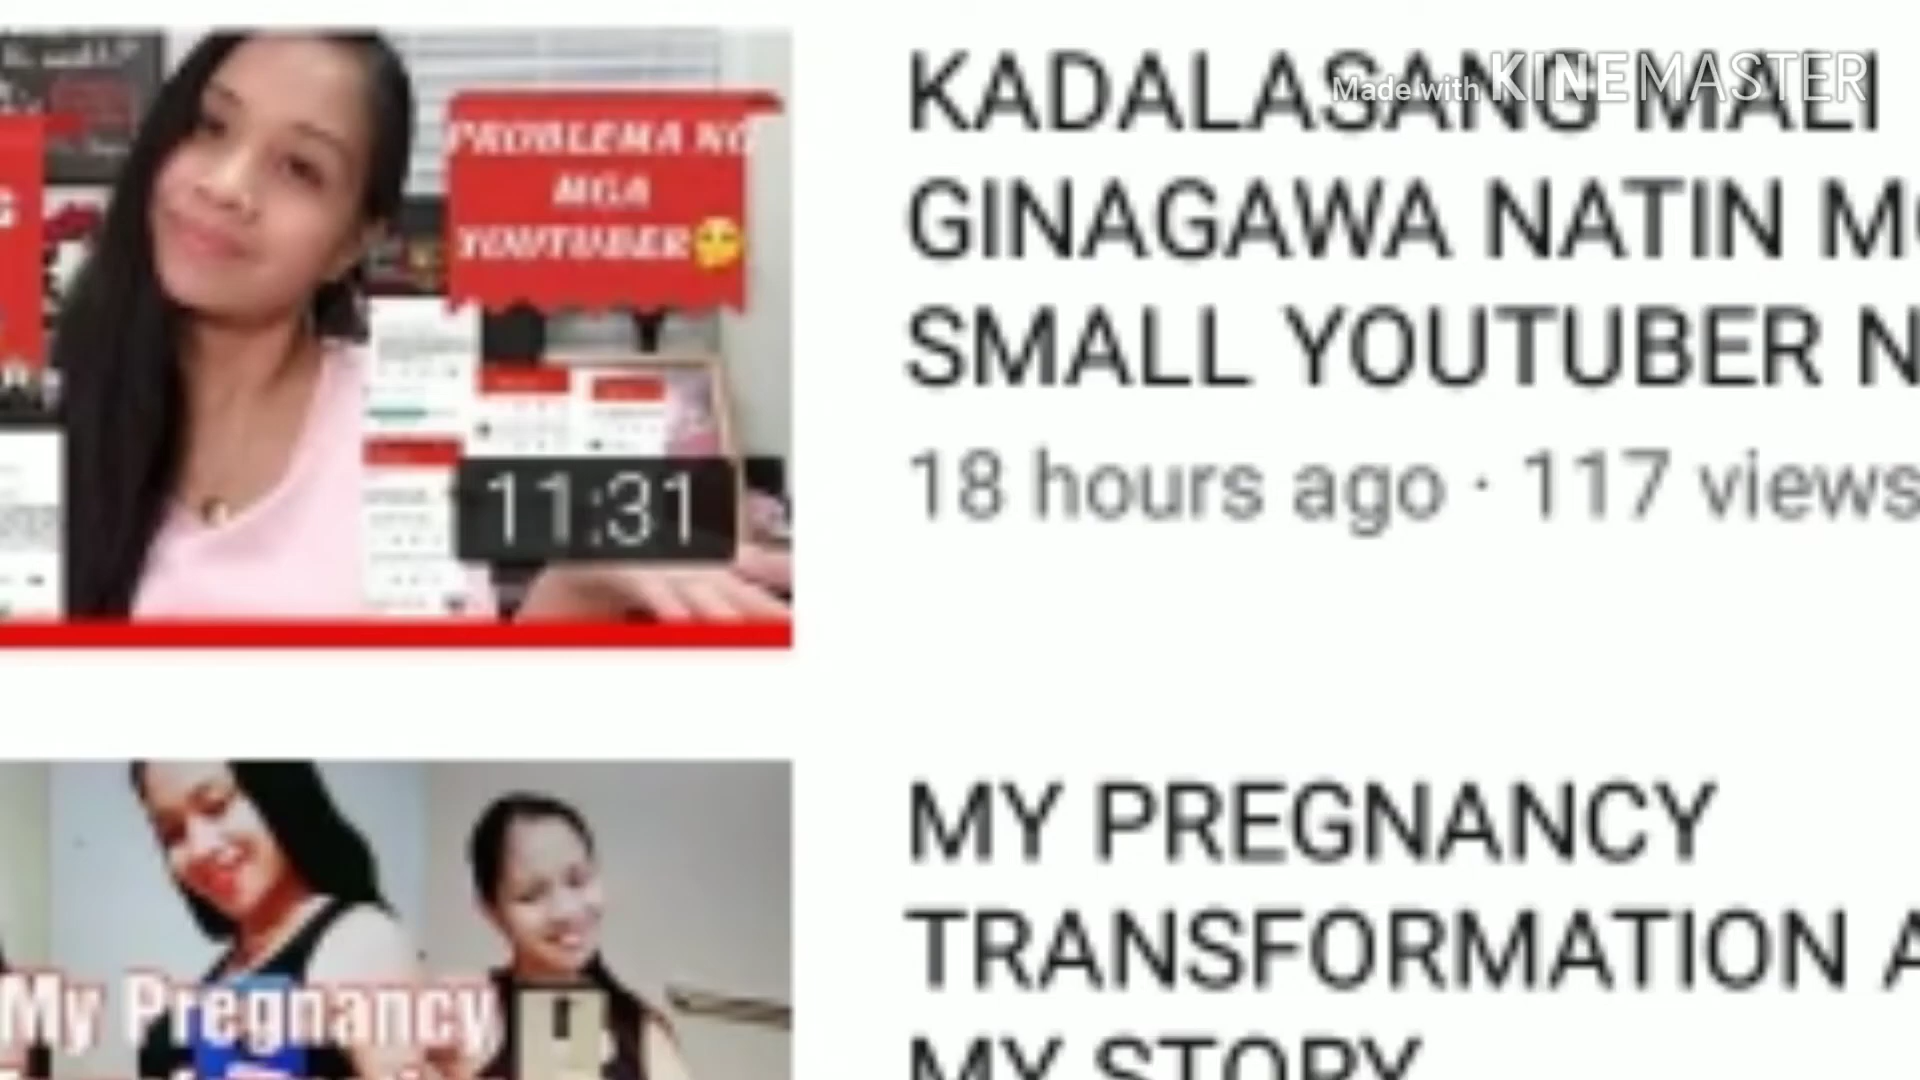 Made with KINEMASTER
PROBLEMA NG
MGA
YOUTUBER
11:31
KADALASANG MALI
GINAGAWA NATIN
SMALL YOUTUBER
18 hours ago · 117 views
My Pregnancy
MY PREGNANCY
TRANSFORMATION
MY STORY